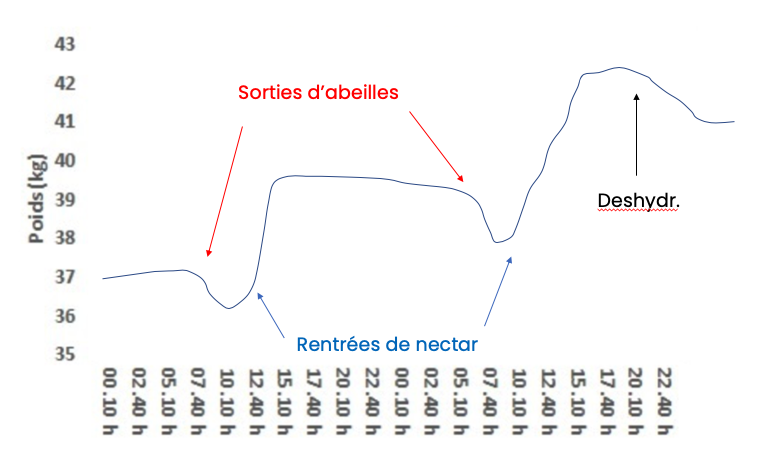 43
Sorties d'abeilles
42
41
40
39
38
37
36
35
Poids(kg)
Deshydr.
Rentrées de nectar
00 .10 h
02 .40 h
05 .10 h
07 .40 h
10 .10 h
12 .40 h
15 .10 h
17 .40 h
20 .10 h
22 .40 h
00 .10 h
02 .40 h
05 .10 h
07 .40 h
10 .10 h
12 .40 h
15 .10 h
17 .40 h
20 .10 h
22 .40 h